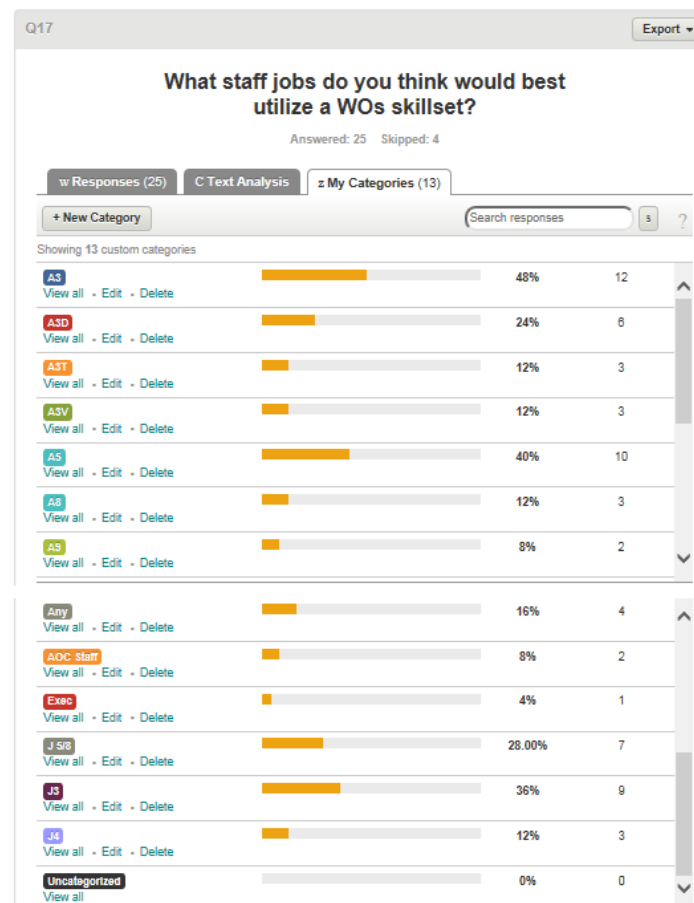 Q17
Export
What staff jobs do you think would best
utilize a WOs skillset?
Answered: 25 Skipped: 4
w Responses (25) C Text Analysis z My Categories (13)
+ New Category Search responses s ?
Showing 13 custom categories
A3 48% 12
View all - Edit - Delete
A3D 24% 6
View all - Edit - Delete
A3T 12% 3
View all - Edit - Delete
A3V 12% 3
View all - Edit - Delete
A5 40% 10
View all - Edit - Delete
A8 12% 3
View all - Edit - Delete
A9 8% 2
View all - Edit - Delete
Any 16% 4
View all - Edit - Delete
AOC Staff 8% 2
View all - Edit - Delete
Exec 4% 1
View all - Edit - Delete
J 5/8 28.00% 7
View all - Edit - Delete
J3 36% 9
View all - Edit - Delete
J4 12% 3
View all - Edit - Delete
Uncategorized 0% 0
View all